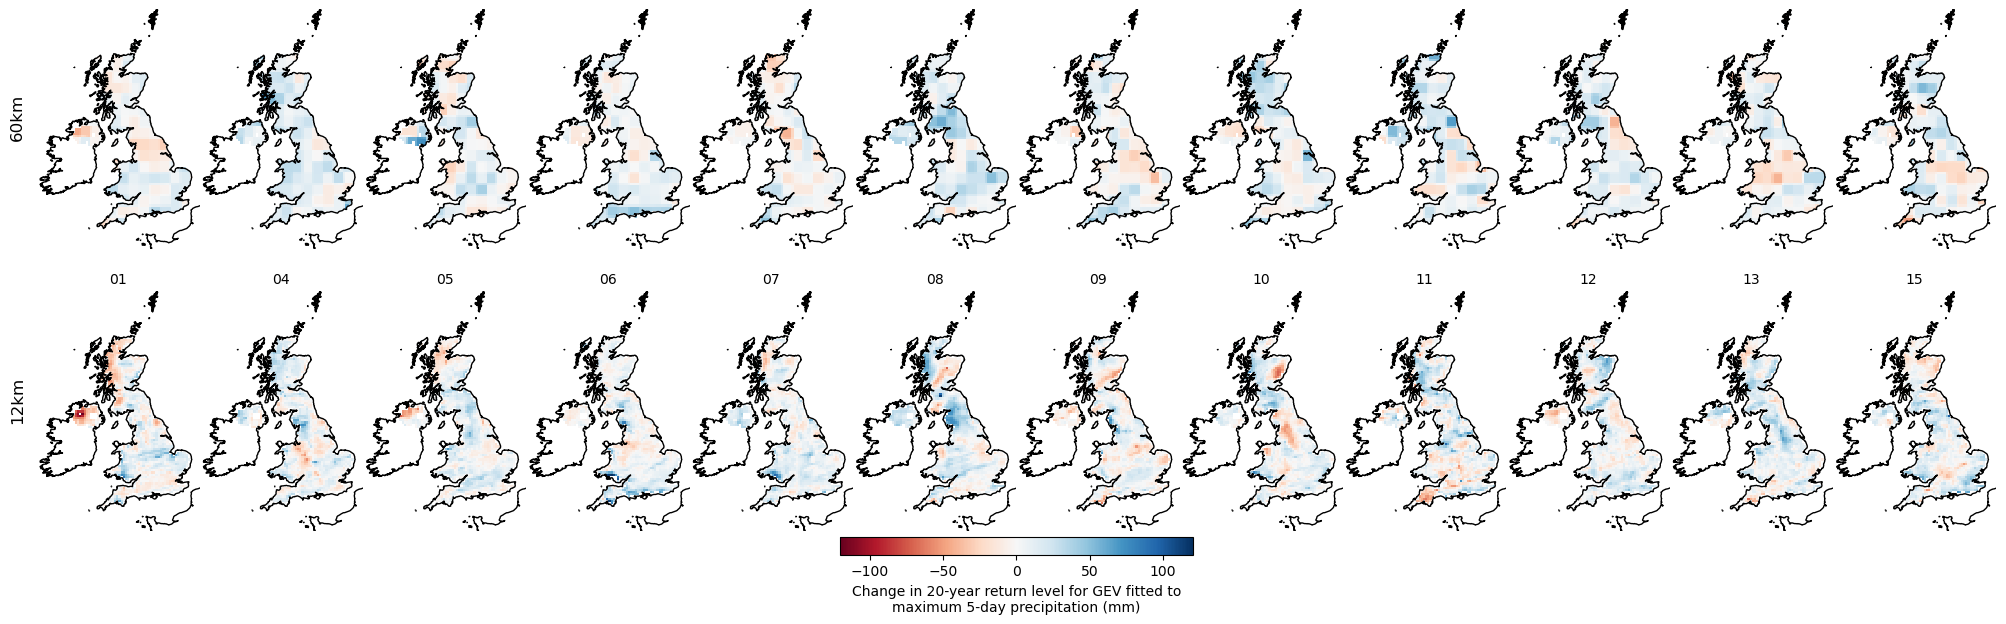 60km
01 04 05 06 07 08 09 10 11 12 13 15
12km
−100 −50 0 50 100
Change in 20-year return level for GEV fitted to
maximum 5-day precipitation (mm)